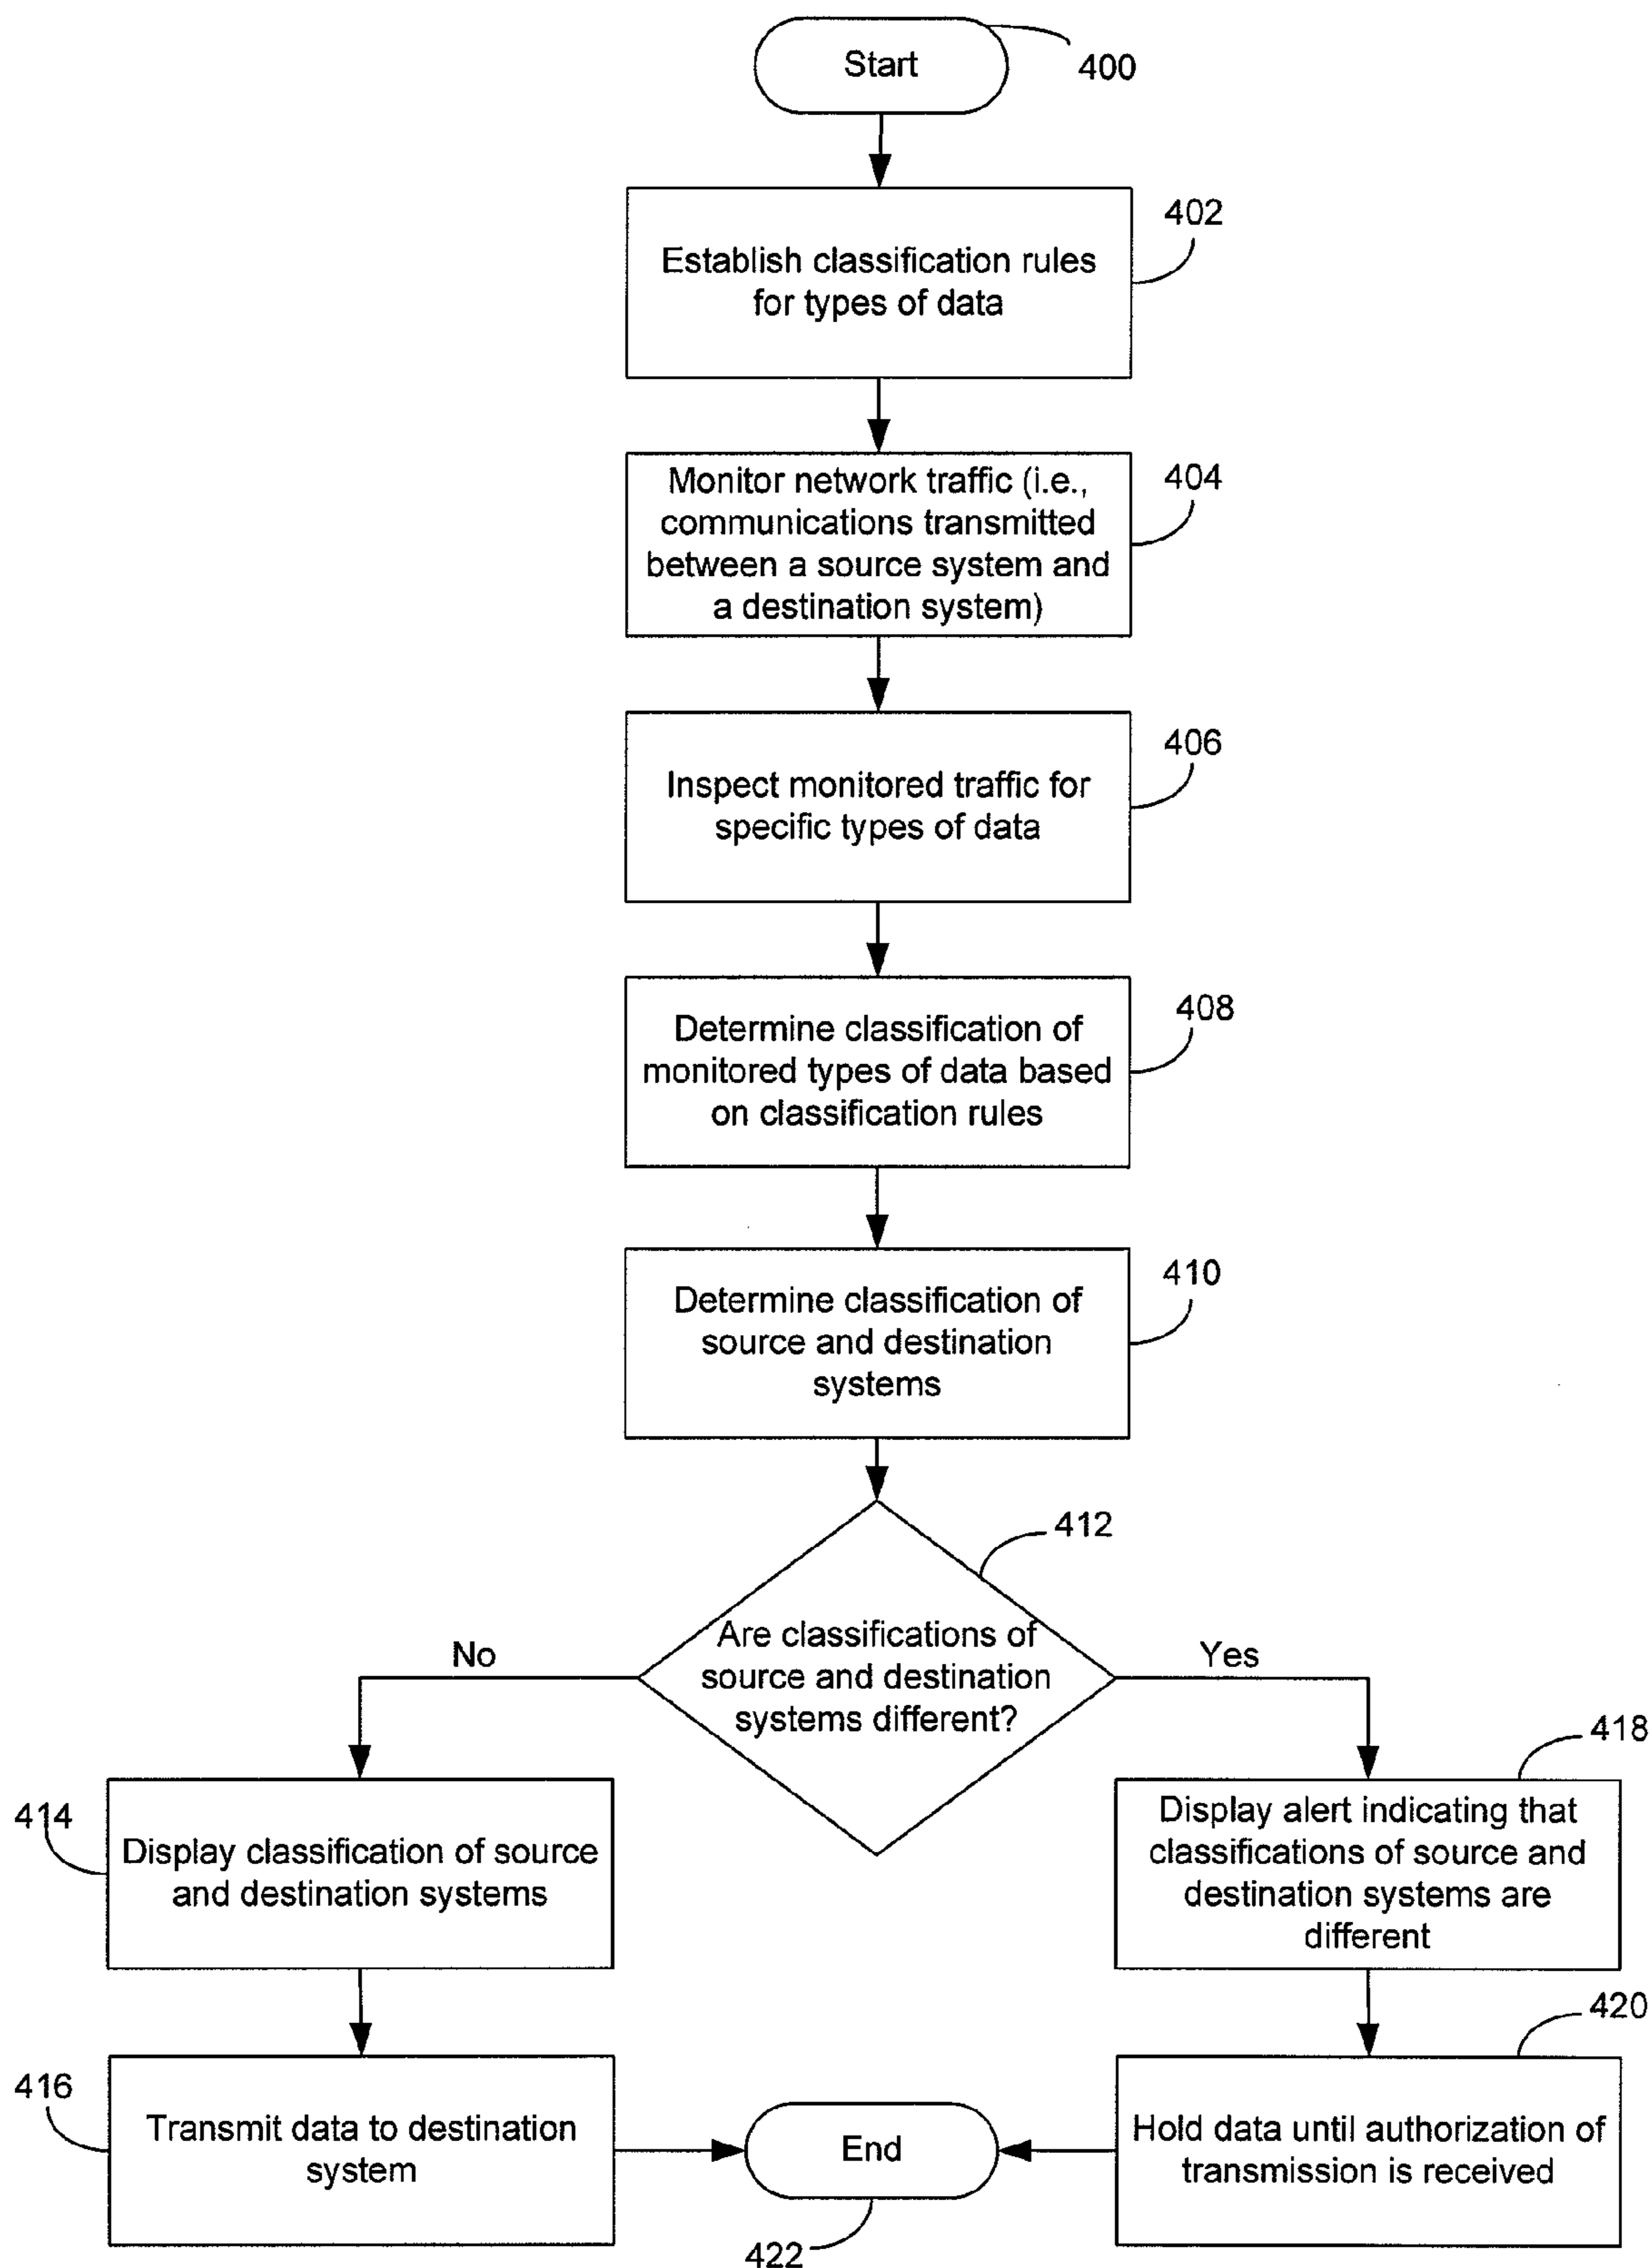 Start
400
402
Establish classification rules
for types of data
404
Monitor network traffic (i.e.,
communications transmitted
between a source system and
a destination system)
406
Inspect monitored traffic for
specific types of data
408
Determine classification of
monitored types of data based
on classification rules
410
Determine classification of
source and destination
systems
412
Are classifications of
source and destination
systems different?
No
Yes
414
Display classification of source
and destination systems
418
Display alert indicating that
classifications of source and
destination systems are
different
416
Transmit data to destination
system
End
422
420
Hold data until authorization of
transmission is received